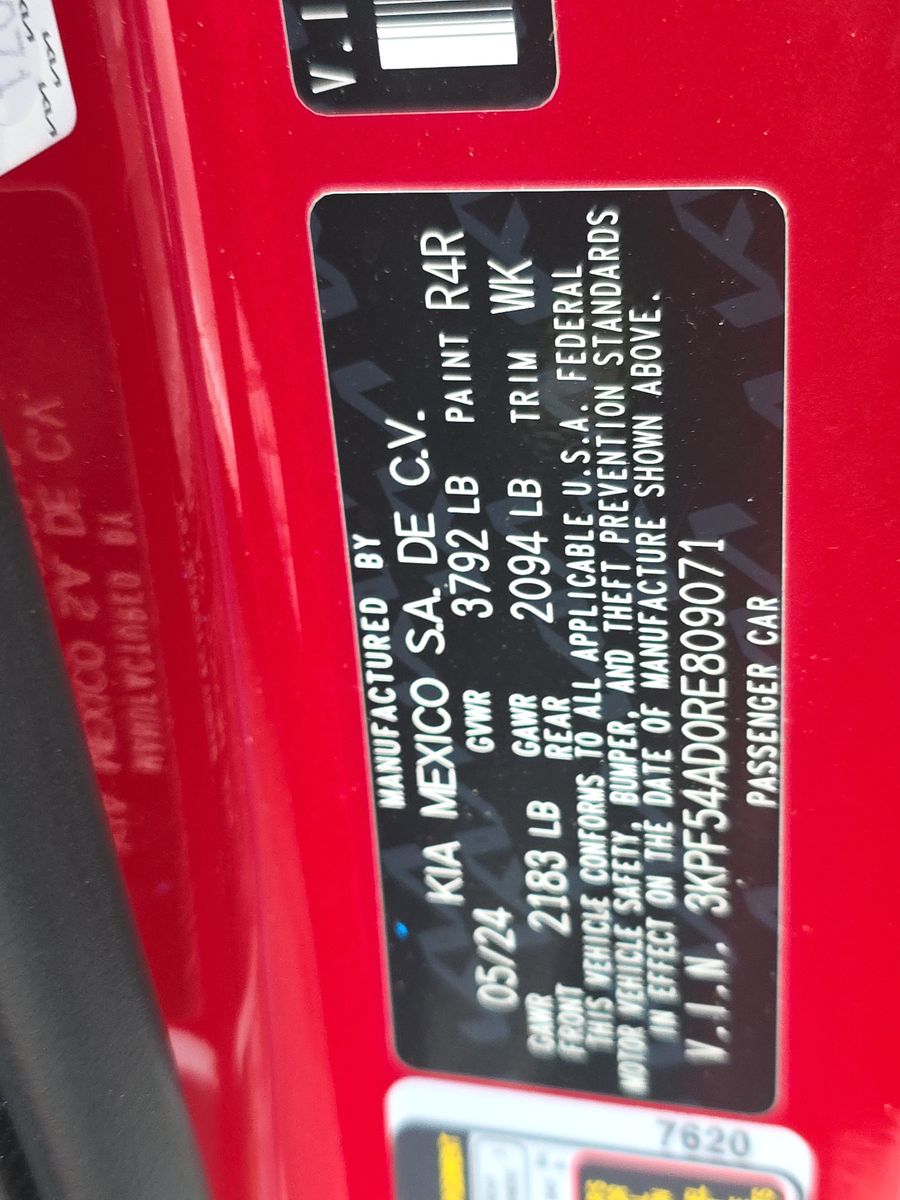 MANUFACTURED BY
KIA MEXICO S.A. DE C.V.
05/24 GVWR 3792 LB PAINT R4R
GAWR FRONT 2183 LB GAWR REAR 2094 LB TRIM WK
THIS VEHICLE CONFORMS TO ALL APPLICABLE U.S.A. FEDERAL
MOTOR VEHICLE SAFETY, BUMPER, AND THEFT PREVENTION STANDARDS
IN EFFECT ON THE DATE OF MANUFACTURE SHOWN ABOVE.
V.I.N. 3KPF54AD0RE809071
PASSENGER CAR
V.I
7620